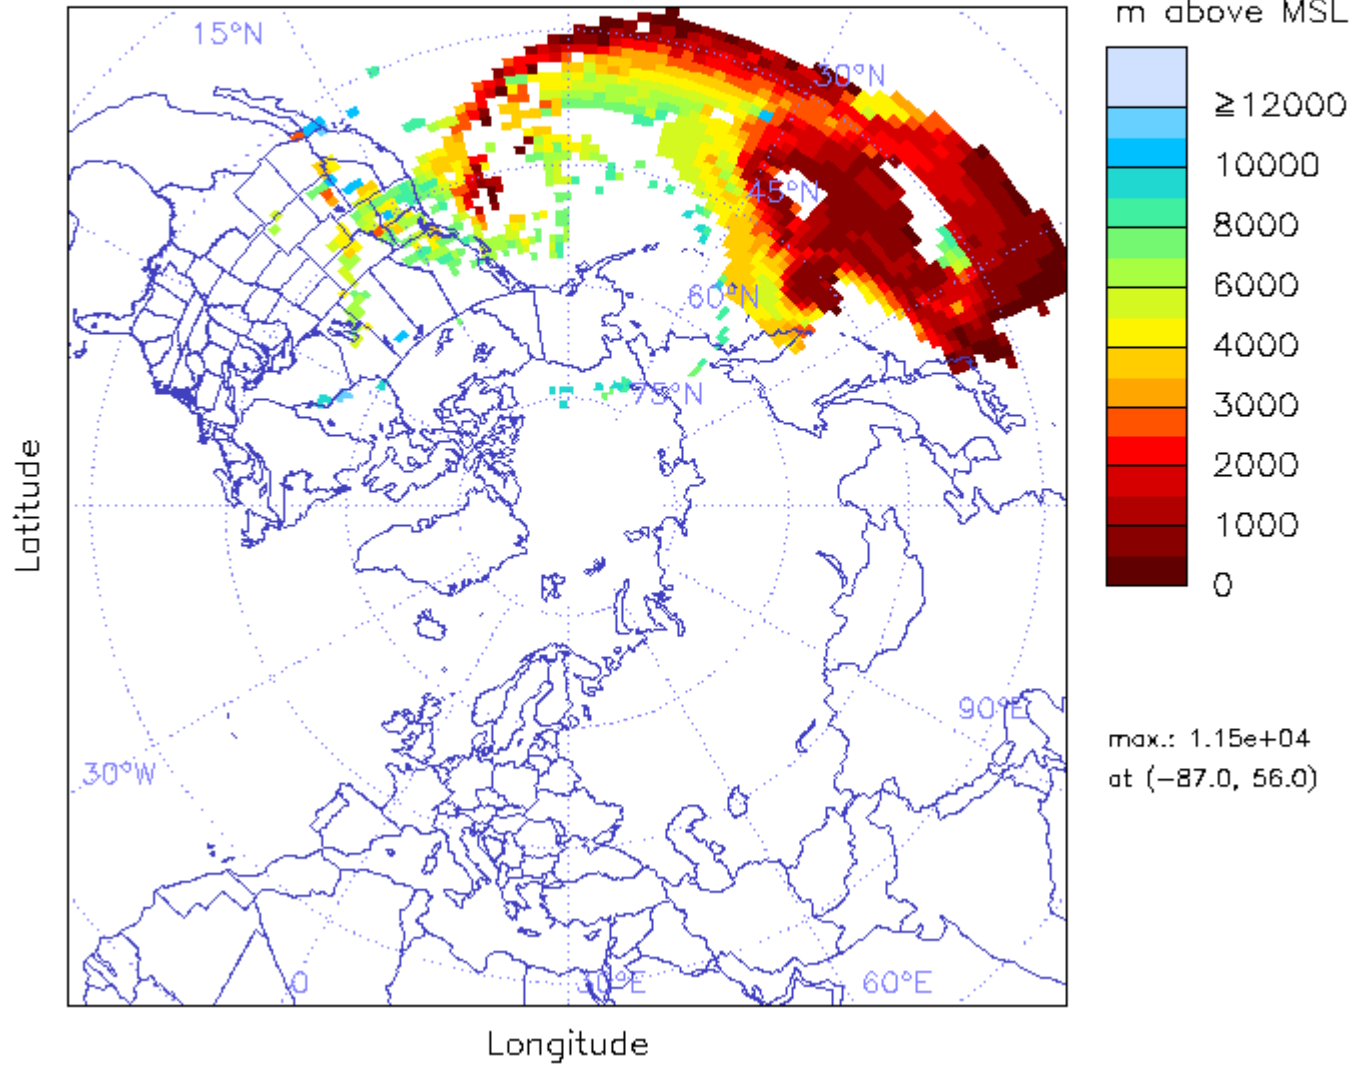 m above MSL
15°N
30°N
≧12000
10000
45°N
8000
60°N
6000
4000
75°N
3000
2000
Latitude
1000
0
90°E
max.: 1.15e+04
30°W
at (−87.0, 56.0)
0
30°E
60°E
Longitude